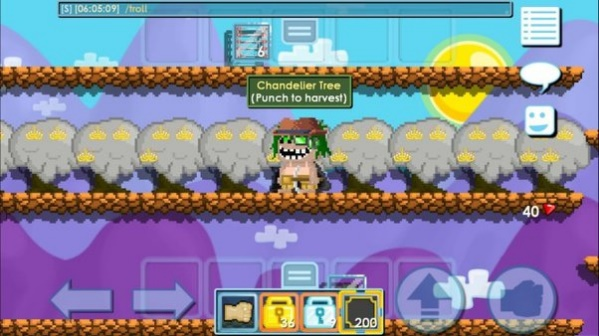 [S] [06:05:09] /troll
6
Chandelier Tree
(Punch to harvest)
40
36
9
200